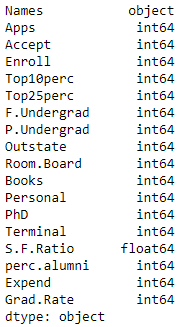 Names object
Apps int64
Accept int64
Enroll int64
Top10perc int64
Top25perc int64
F.Undergrad int64
P.Undergrad int64
Outstate int64
Room.Board int64
Books int64
Personal int64
PhD int64
Terminal int64
S.F.Ratio float64
perc.alumni int64
Expend int64
Grad.Rate int64
dtype: object